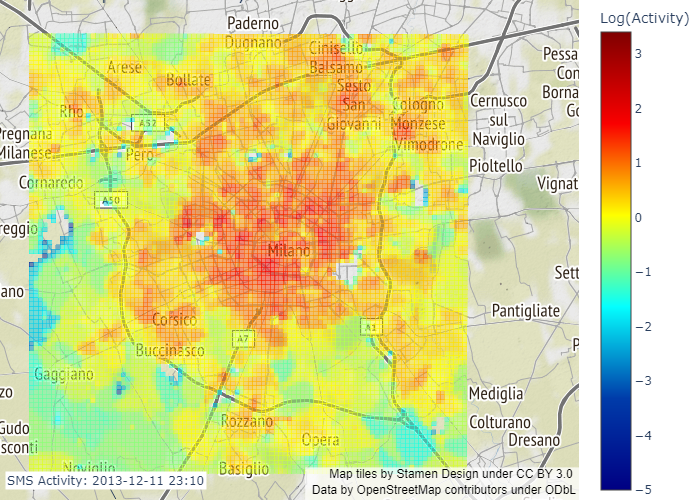 Log(Activity)
Paderno
Dugnano
Cinisello
Balsamo
Arese
Bollate
Sesto
San
Giovanni
Pessa
Con
Borna
Go
Rho
A52
Cologno
Monzese
Vimodrone
Cernusco
sul
Naviglio
Pregnana
Milanese
Pero
Pioltello
Cornaredo
Vignat
A50
reggio
Milano
Sett
ano
Pantigliate
Corsico
A7
A1
Buccinasco
P
Gaggiano
zo
Mediglia
Rozzano
Colturano
Gudo
sconti
Opera
Dresano
Noviglio
Basiglio
3
2
1
0
−1
−2
−3
−4
−5
SMS Activity: 2013-12-11 23:10
Map tiles by Stamen Design under CC BY 3.0
Data by OpenStreetMap contributors under ODbL